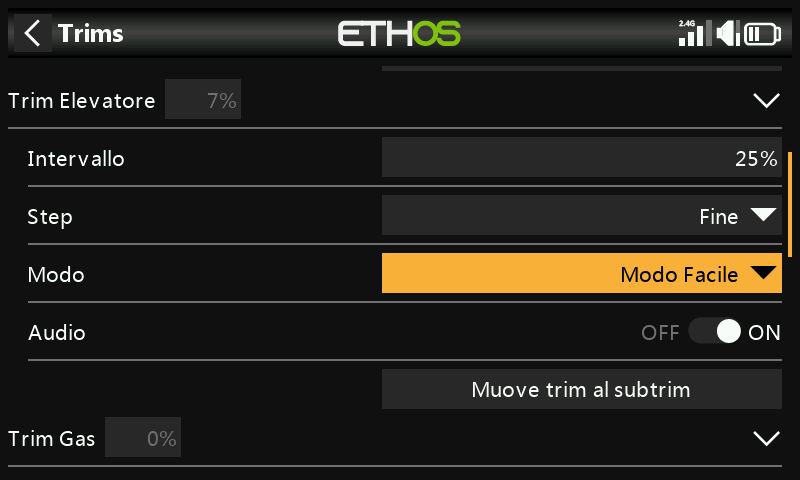 Trims ETHOS 2.4G
Trim Elevatore 7%
Intervallo 25%
Step Fine
Modo Modo Facile
Audio OFF ON
Muove trim al subtrim
Trim Gas 0%